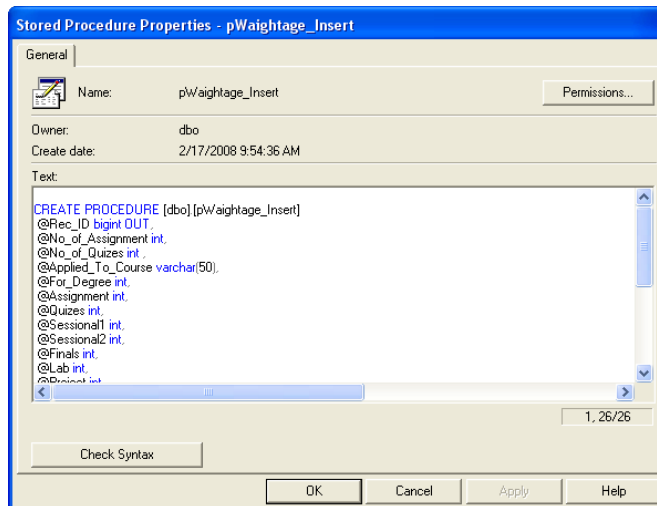 Stored Procedure Properties - pWaightage_Insert
General
Name: pWaightage_Insert Permissions...
Owner: dbo
Create date: 2/17/2008 9:54:36 AM
Text:
CREATE PROCEDURE [dbo].[pWaightage_Insert]
@Rec_ID bigint OUT,
@No_of_Assignment int,
@No_of_Quizes int ,
@Applied_To_Course varchar(50),
@For_Degree int,
@Assignment int,
@Quizes int,
@Sessional1 int,
@Sessional2 int,
@Finals int,
@Lab int,
@Project int
1, 26/26
Check Syntax
OK Cancel Apply Help